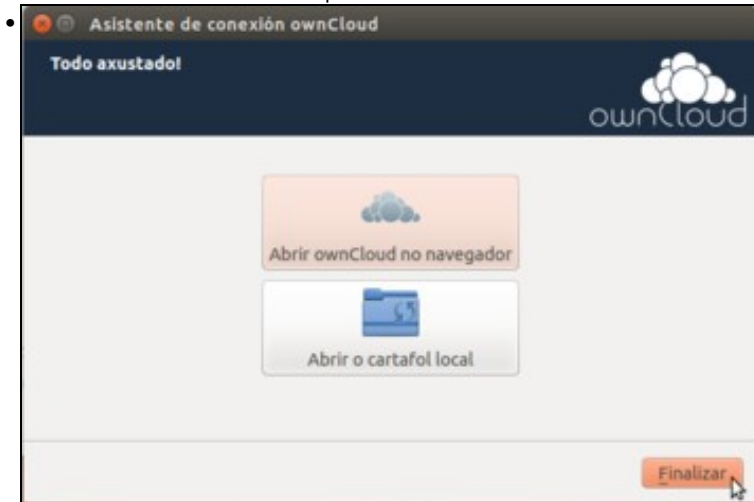 Asistente de conexión ownCloud
Todo axustado!
ownCloud
Abrir ownCloud no navegador
Abrir o cartafol local
Finalizar